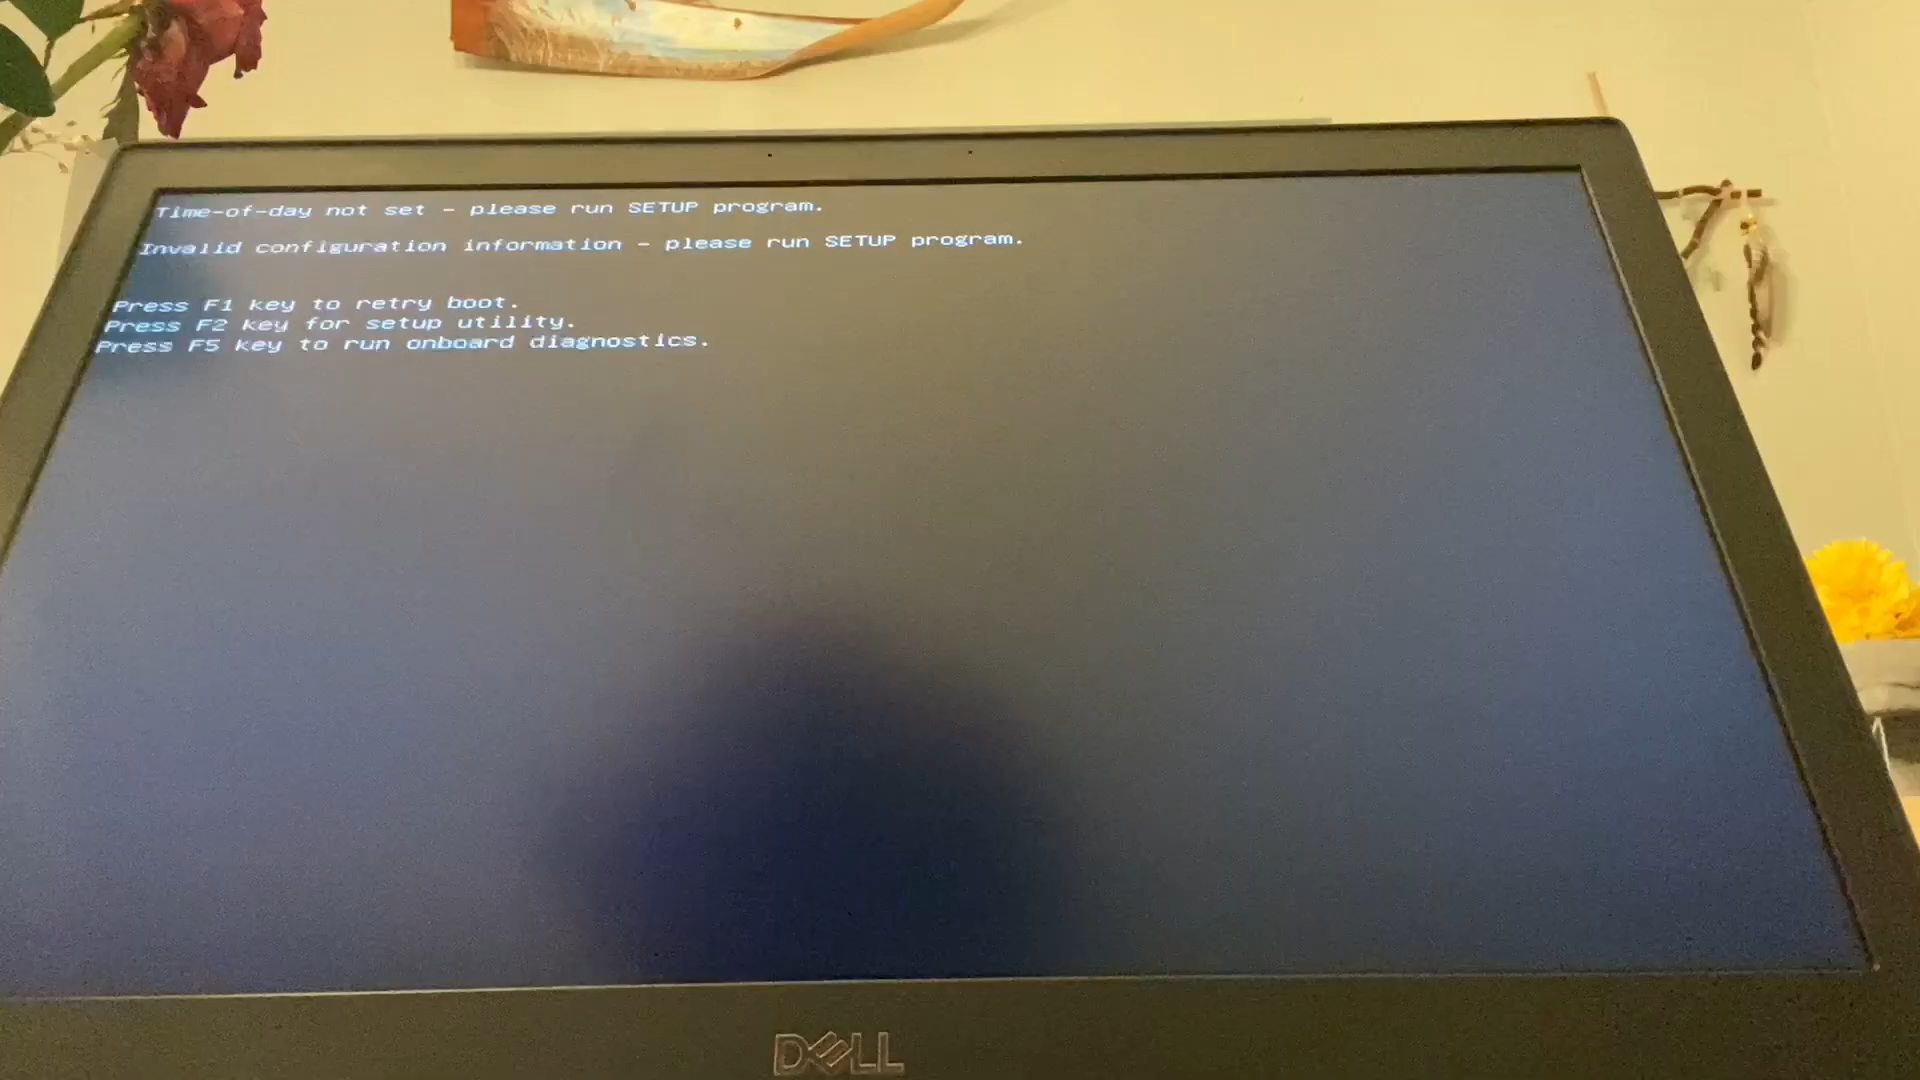 Time-of-day not set - please run SETUP program.
Invalid configuration information - please run SETUP program.
Press F1 key to retry boot.
Press F2 key for setup utility.
Press F5 key to run onboard diagnostics.
DELL